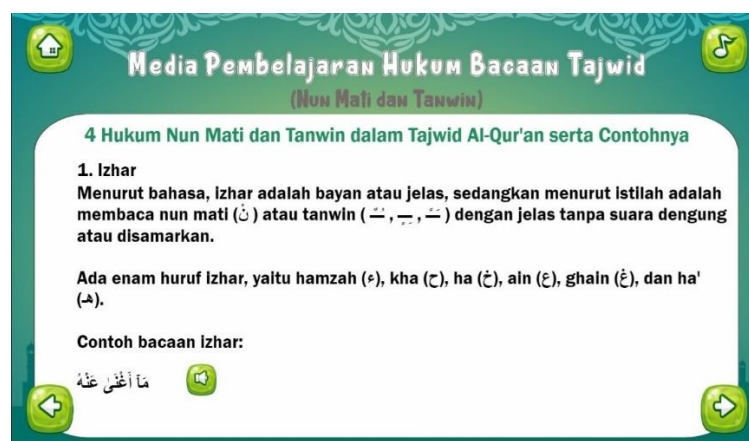 Media Pembelajaran Hukum Bacaan Tajwid
(Nun Mati dan Tanwin)
4 Hukum Nun Mati dan Tanwin dalam Tajwid Al-Qur'an serta Contohnya
1. Izhar
Menurut bahasa, izhar adalah bayan atau jelas, sedangkan menurut istilah adalah
membaca nun mati (نْ) atau tanwin ( ـٌ , ـٍ , ـً ) dengan jelas tanpa suara dengung
atau disamarkan.
Ada enam huruf izhar, yaitu hamzah (ء), kha (ح), ha (خ), ain (ع), ghain (غ), dan ha'
(هـ).
Contoh bacaan izhar:
مَآ أَغْنَىٰ عَنْهُ